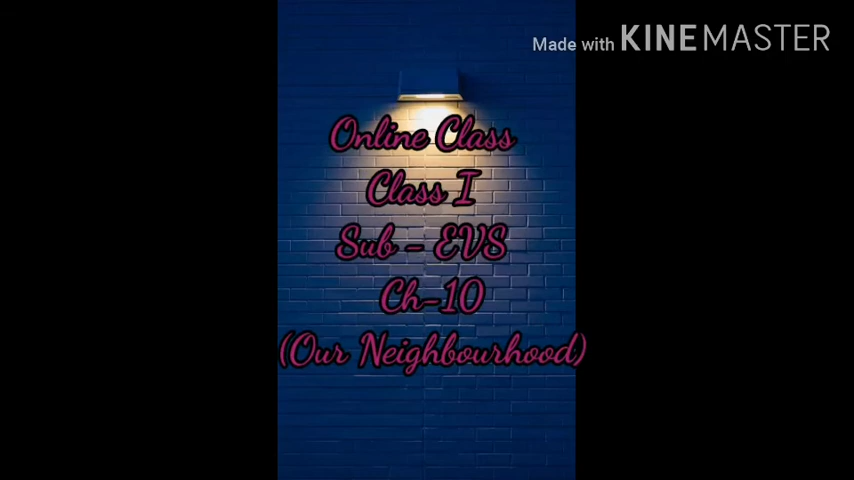 Made with KINEMASTER
Online Class
Class I
Sub - EVS
Ch-10
(Our Neighbourhood)